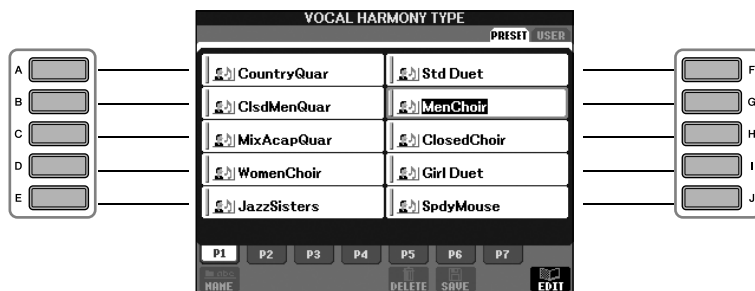 VOCAL HARMONY TYPE
PRESET USER
A CountryQuar Std Duet F
B ClsdMenQuar MenChoir G
C MixAcapQuar ClosedChoir H
D WomenChoir Girl Duet I
E JazzSisters SpdyMouse J
P1 P2 P3 P4 P5 P6 P7
NAME DELETE SAVE EDIT